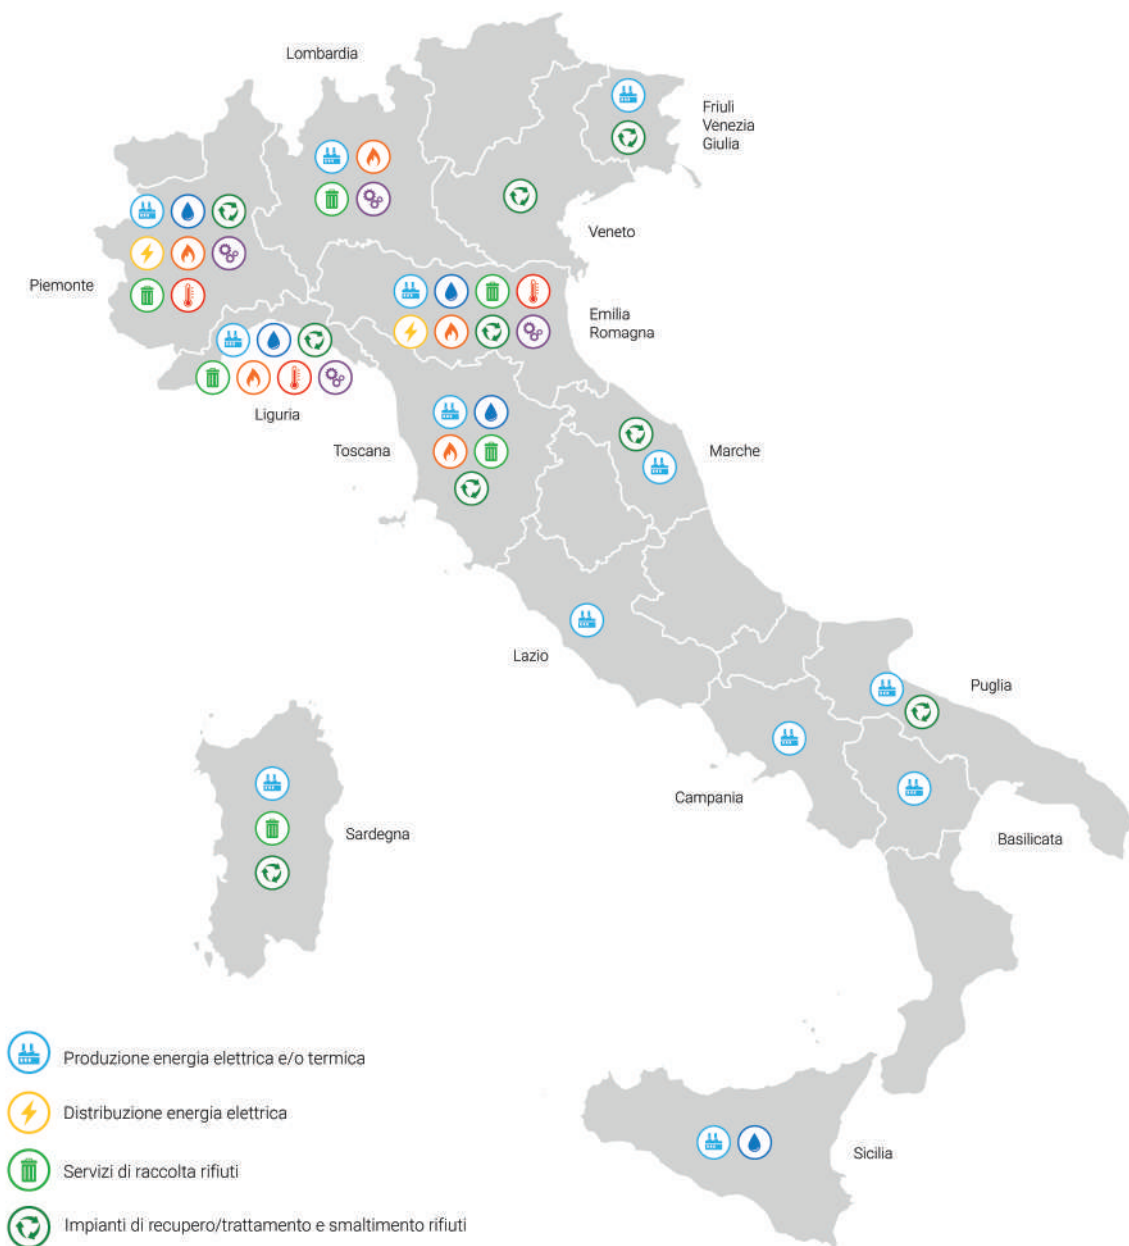 Lombardia
Friuli
Venezia
Giulia
Veneto
Piemonte
Emilia
Romagna
Liguria
Toscana
Marche
Lazio
Puglia
Campania
Sardegna
Basilicata
Produzione energia elettrica e/o termica
Distribuzione energia elettrica
Sicilia
Servizi di raccolta rifiuti
Impianti di recupero/trattamento e smaltimento rifiuti